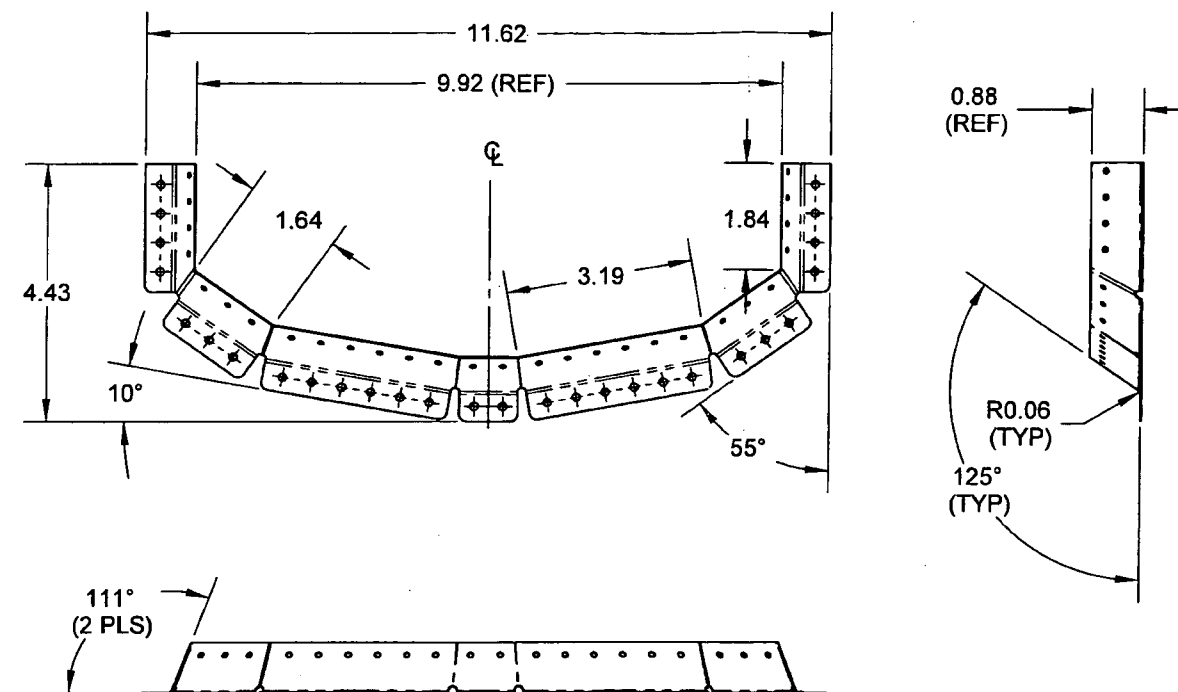 11.62
9.92 (REF)
0.88
(REF)
℄
1.64
1.84
3.19
4.43
10°
R0.06
(TYP)
55°
125°
(TYP)
111°
(2 PLS)